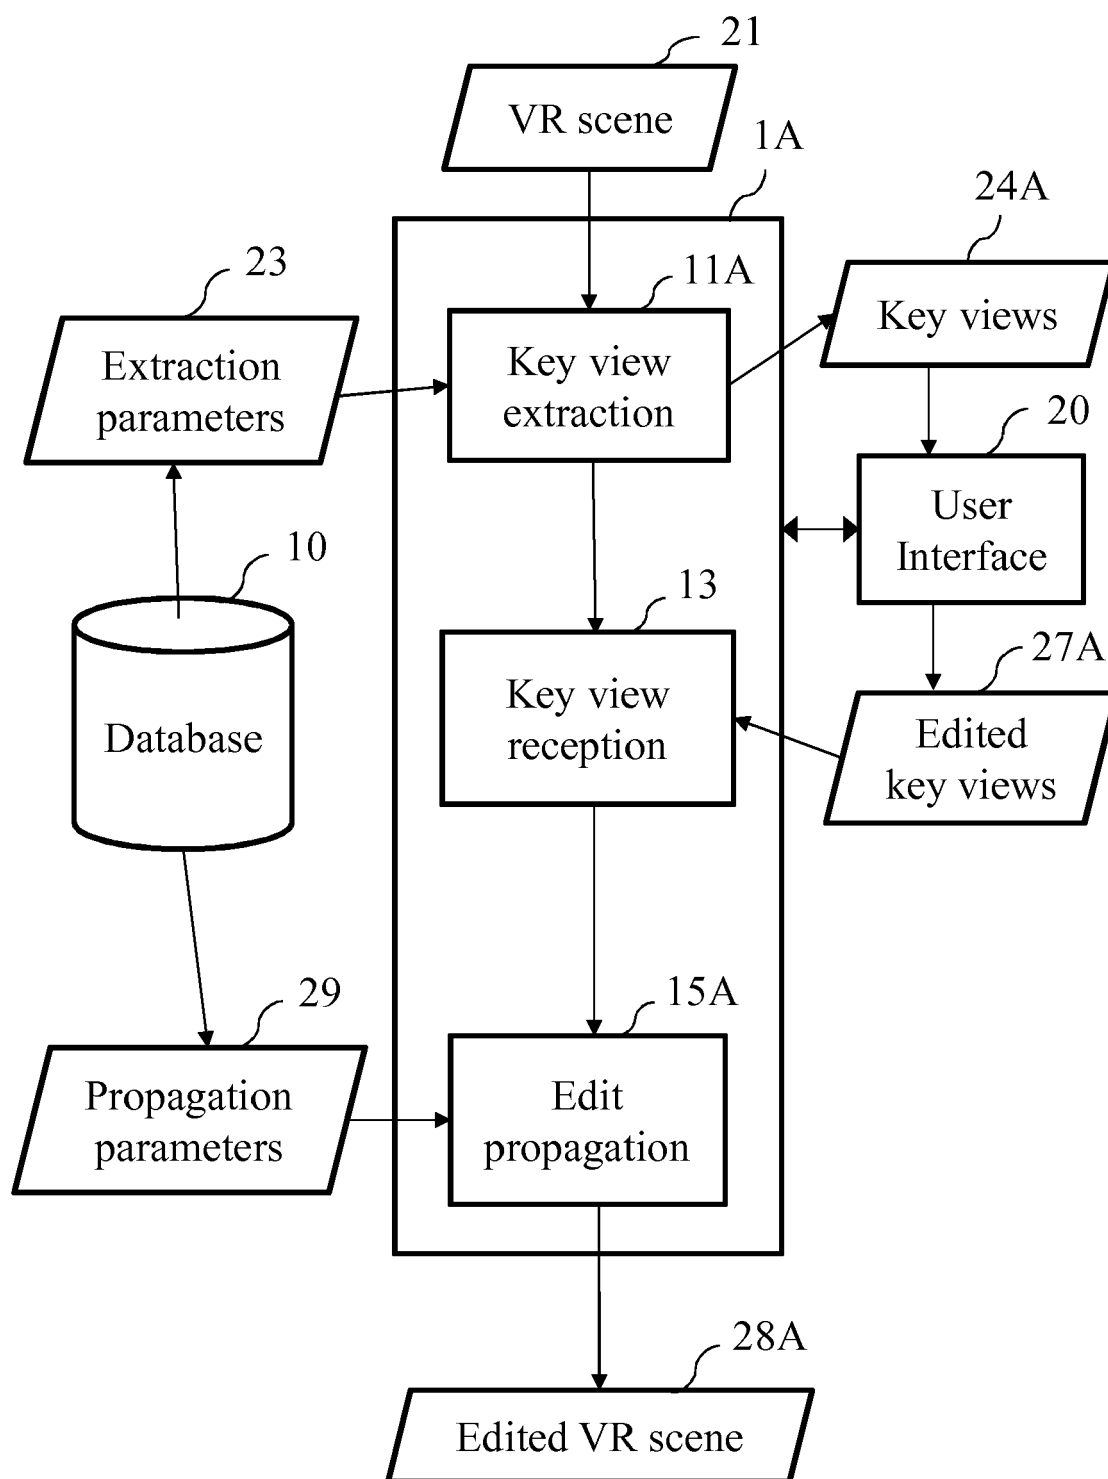 21
VR scene
1A
24A
23
11A
Key views
Extraction
parameters
Key view
extraction
20
User
Interface
10
13
27A
Database
Key view
reception
Edited
key views
29
15A
Propagation
parameters
Edit
propagation
28A
Edited VR scene